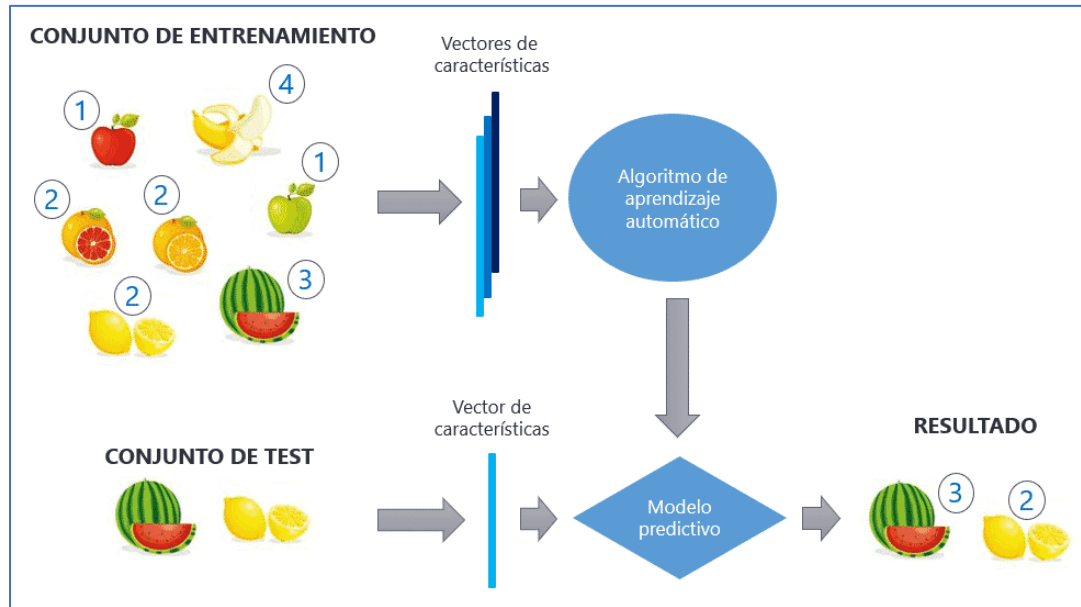 CONJUNTO DE ENTRENAMIENTO
1
4
1
2
2
2
3
Vectores de
características
Algoritmo de
aprendizaje
automático
CONJUNTO DE TEST
Vector de
características
Modelo
predictivo
RESULTADO
3
2